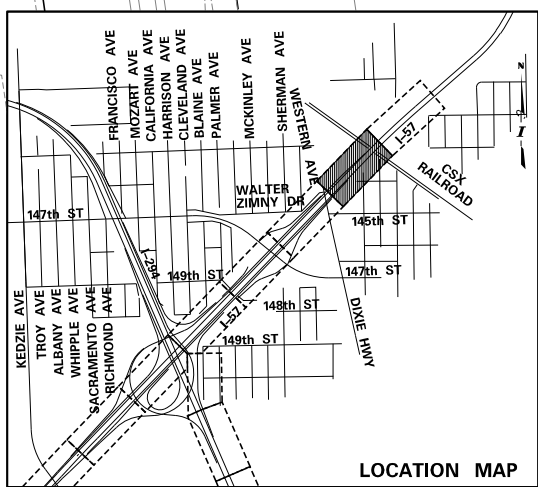 FRANCISCO AVE
MOZART AVE
CALIFORNIA AVE
HARRISON AVE
CLEVELAND AVE
BLAINE AVE
PALMER AVE
MCKINLEY AVE
SHERMAN AVE
WESTERN AVE
I-57
CSX
RAILROAD
WALTER
ZIMNY DR
147th ST
145th ST
I-294
149th ST
147th ST
I-57
148th ST
149th ST
DIXIE HWY
KEDZIE AVE
TROY AVE
ALBANY AVE
WHIPPLE AVE
SACRAMENTO AVE
RICHMOND AVE
LOCATION MAP